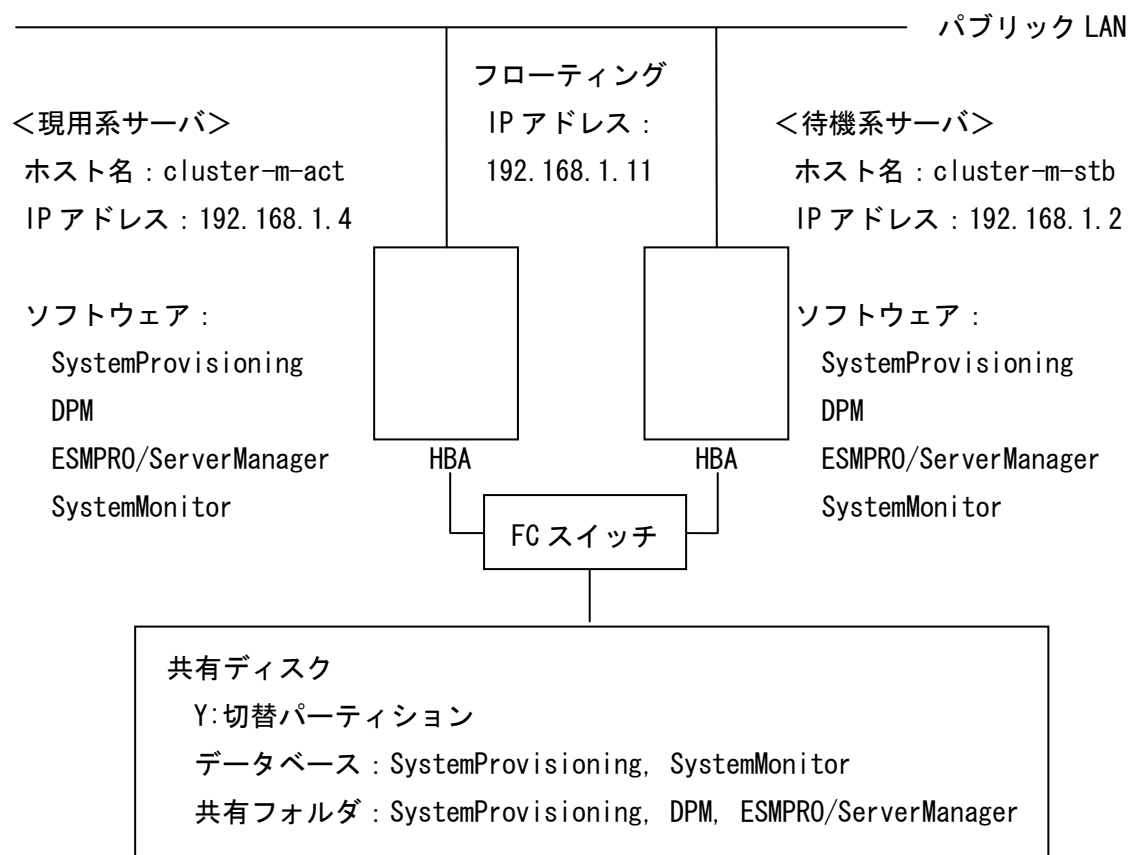 パブリック LAN
フローティング
IP アドレス：
192.168.1.11
＜現用系サーバ＞
ホスト名：cluster-m-act
IP アドレス：192.168.1.4
ソフトウェア：
SystemProvisioning
DPM
ESMPRO/ServerManager
SystemMonitor
＜待機系サーバ＞
ホスト名：cluster-m-stb
IP アドレス：192.168.1.2
ソフトウェア：
SystemProvisioning
DPM
ESMPRO/ServerManager
SystemMonitor
HBA
HBA
FC スイッチ
共有ディスク
Y:切替パーティション
データベース：SystemProvisioning, SystemMonitor
共有フォルダ：SystemProvisioning, DPM, ESMPRO/ServerManager